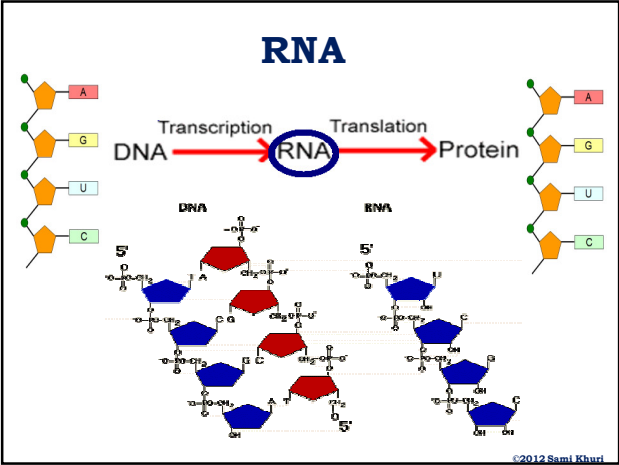 RNA
A
G
U
C
Transcription
Translation
DNA
RNA
Protein
A
G
U
C
DNA
RNA
5'
5'
T A
C G
G C
A T
OH
5'
U
OH
C
OH
G
OH
C
OH
©2012 Sami Khuri